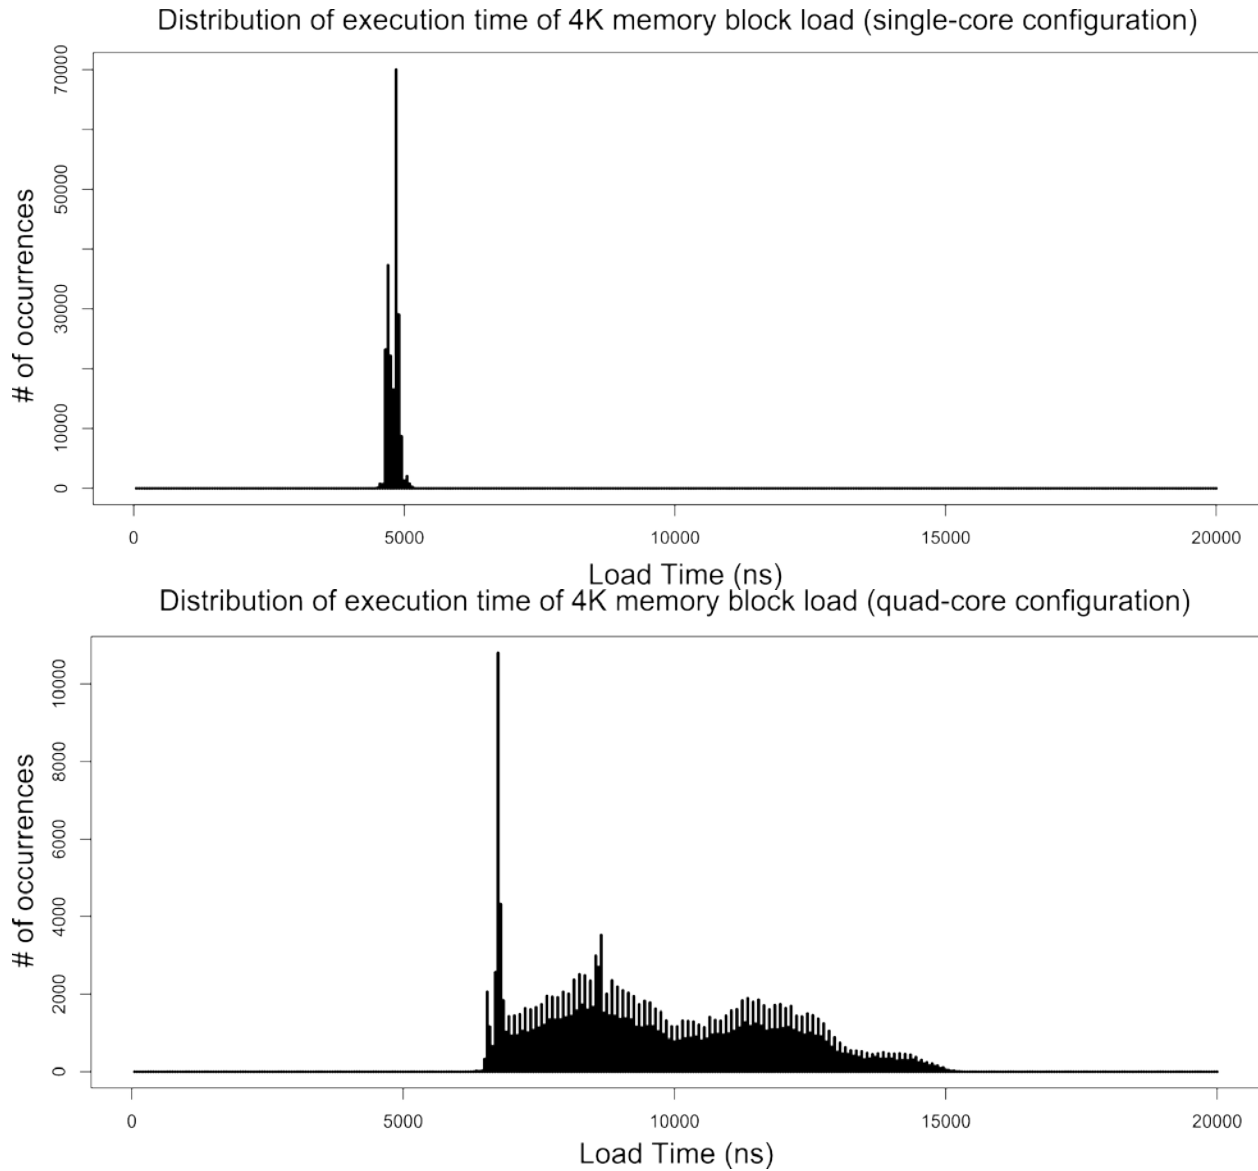 Distribution of execution time of 4K memory block load (single-core configuration)
# of occurrences
70000
50000
30000
10000
0
0 5000 10000 15000 20000
Load Time (ns)
Distribution of execution time of 4K memory block load (quad-core configuration)
# of occurrences
10000
8000
6000
4000
2000
0
0 5000 10000 15000 20000
Load Time (ns)